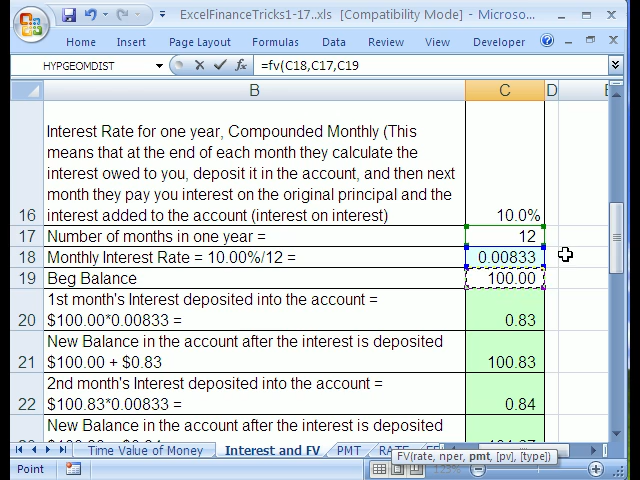 ExcelFinanceTricks1-17..xls [Compatibility Mode] - Microso...
Home Insert Page Layout Formulas Data Review View Developer
HYPGEOMDIST =fv(C18,C17,C19
B C D
Interest Rate for one year, Compounded Monthly (This
means that at the end of each month they calculate the
interest owed to you, deposit it in the account, and then next
month they pay you interest on the original principal and the
16 interest added to the account (interest on interest) 10.0%
17 Number of months in one year = 12
18 Monthly Interest Rate = 10.00%/12 = 0.00833
19 Beg Balance 100.00
1st month's Interest deposited into the account =
20 $100.00*0.00833 = 0.83
New Balance in the account after the interest is deposited
21 $100.00 + $0.83 100.83
2nd month's Interest deposited into the account =
22 $100.83*0.00833 = 0.84
New Balance in the account after the interest is deposited
Time Value of Money Interest and FV PMT RATE
FV(rate, nper, pmt, [pv], [type])
Point